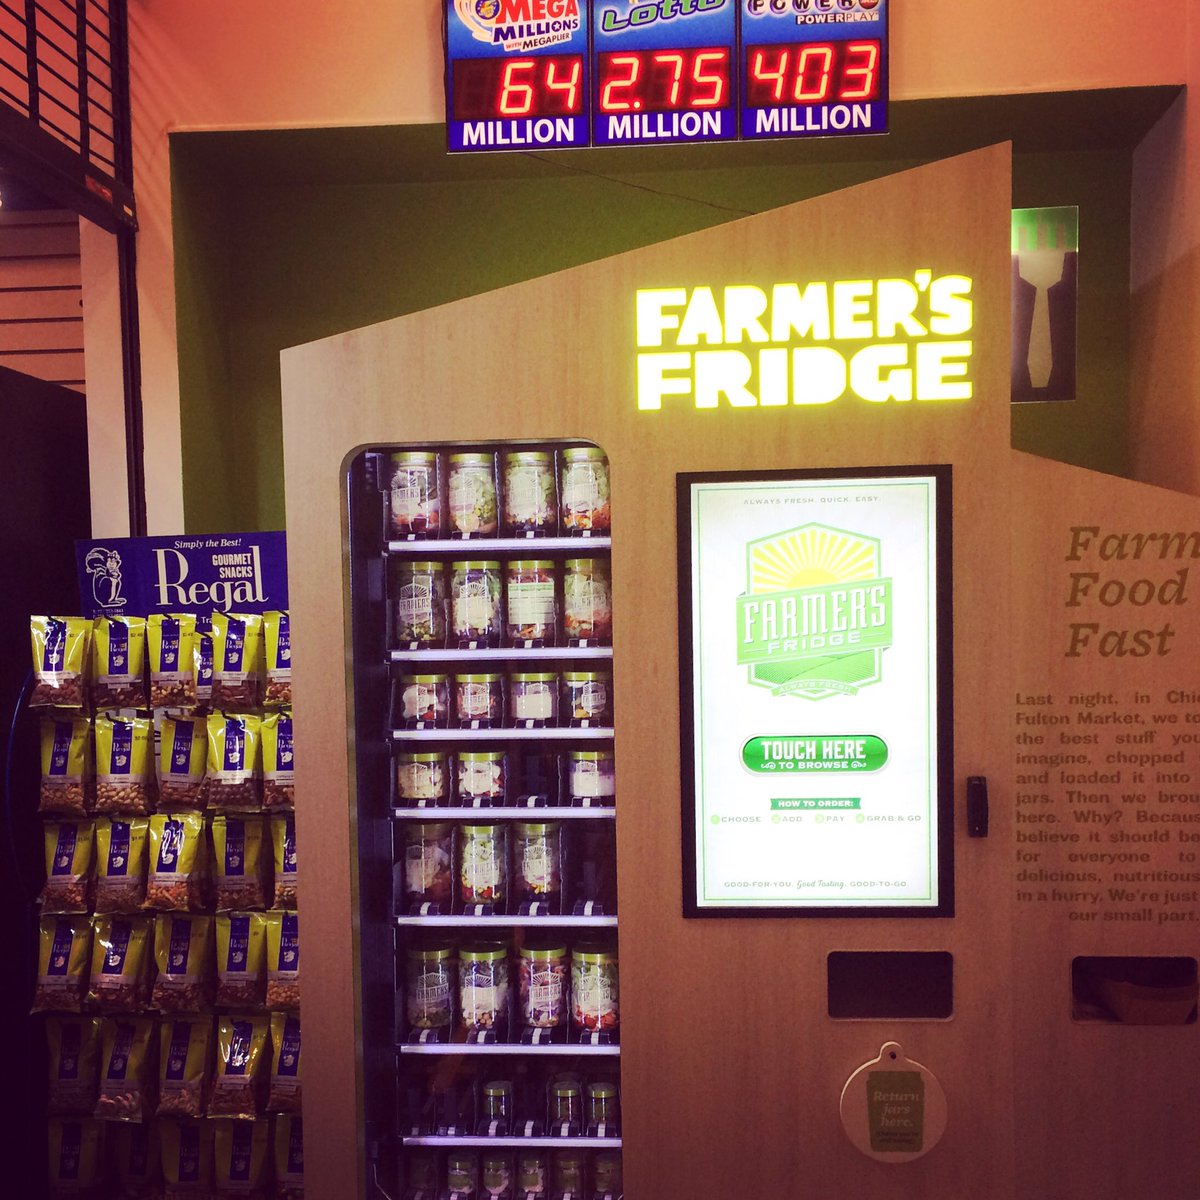 MEGA
MILLIONS
WITH MEGAPLIER
64
MILLION
Lotto
2.75
MILLION
POWER
POWERPLAY
403
MILLION
FARMER'S
FRIDGE
Simply the Best!
GOURMET
SNACKS
Regal
ALWAYS FRESH. QUICK. EASY.
FARMER'S
FRIDGE
ALWAYS FRESH
TOUCH HERE
TO BROWSE
HOW TO ORDER:
CHOOSE ADD PAY GRAB & GO
GOOD-FOR-YOU. Good Tasting. GOOD-TO-GO.
Farm
Food
Fast
Last night, in Chi
Fulton Market, we to
the best stuff you
imagine, chopped
and loaded it into
jars. Then we brou
here. Why? Becaus
believe it should be
for everyone to
delicious, nutritious
in a hurry. We're just
our small part.
Return
jars
here.